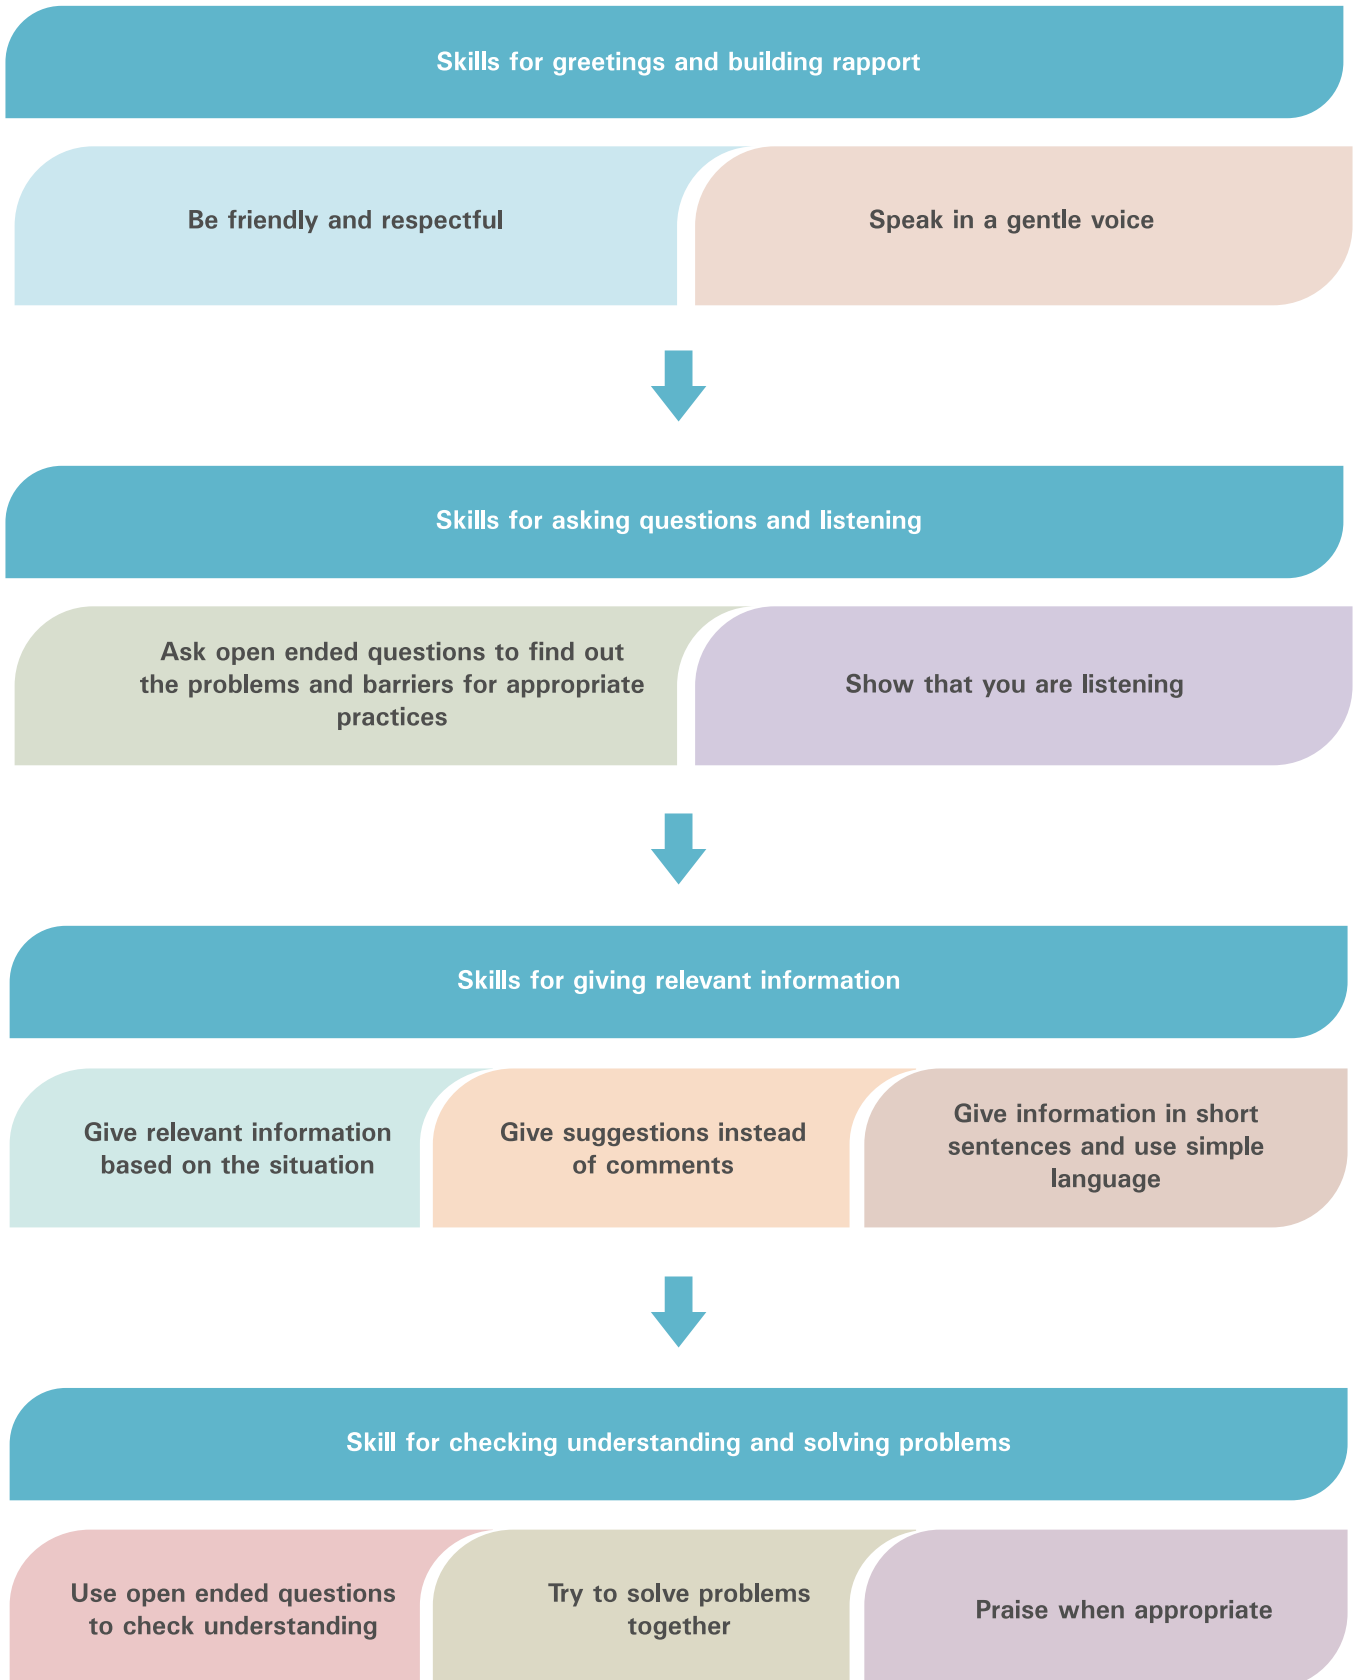 Skills for greetings and building rapport
Be friendly and respectful
Speak in a gentle voice
Skills for asking questions and listening
Ask open ended questions to find out
the problems and barriers for appropriate
practices
Show that you are listening
Skills for giving relevant information
Give relevant information
based on the situation
Give suggestions instead
of comments
Give information in short
sentences and use simple
language
Skill for checking understanding and solving problems
Use open ended questions
to check understanding
Try to solve problems
together
Praise when appropriate